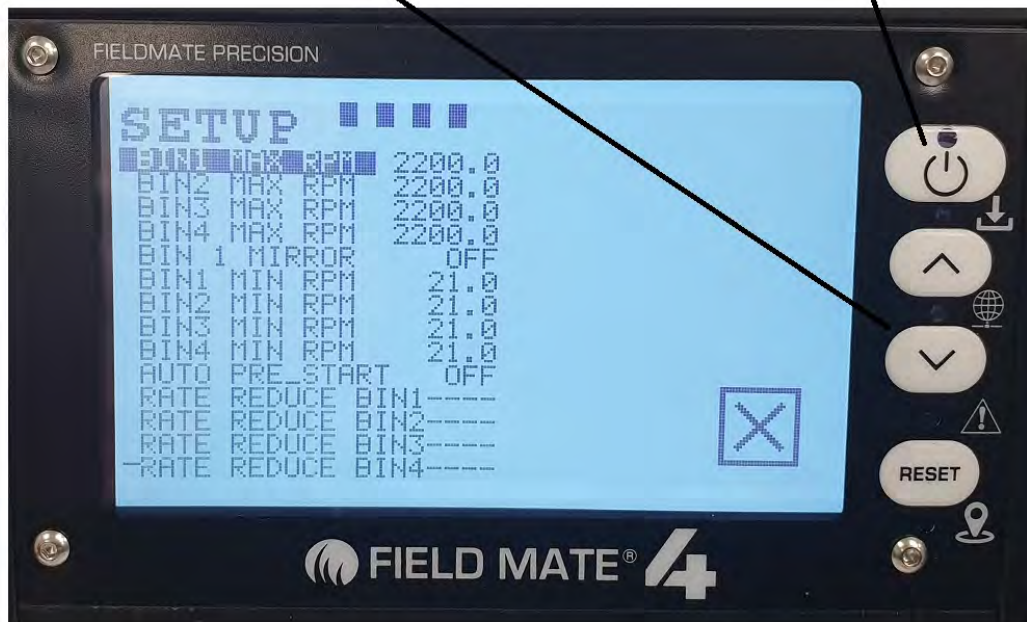 FIELDMATE PRECISION
SETUP
BIN1 MAX RPM 2200.0
BIN2 MAX RPM 2200.0
BIN3 MAX RPM 2200.0
BIN4 MAX RPM 2200.0
BIN 1 MIRROR OFF
BIN1 MIN RPM 21.0
BIN2 MIN RPM 21.0
BIN3 MIN RPM 21.0
BIN4 MIN RPM 21.0
AUTO PRE_START OFF
RATE REDUCE BIN1----
RATE REDUCE BIN2----
RATE REDUCE BIN3----
-RATE REDUCE BIN4----
RESET
FIELD MATE® 4